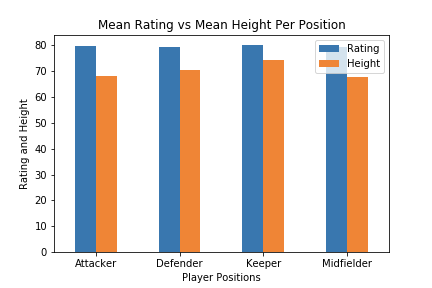 Mean Rating vs Mean Height Per Position
Rating
Height
80
70
60
50
40
30
20
10
0
Rating and Height
Attacker Defender Keeper Midfielder
Player Positions